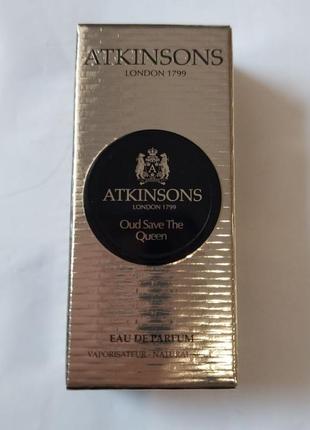 ATKINSONS
LONDON 1799
A
ATKINSONS
LONDON 1799
Oud Save The
Queen
EAU DE PARFUM
VAPORISATEUR - NATURAL